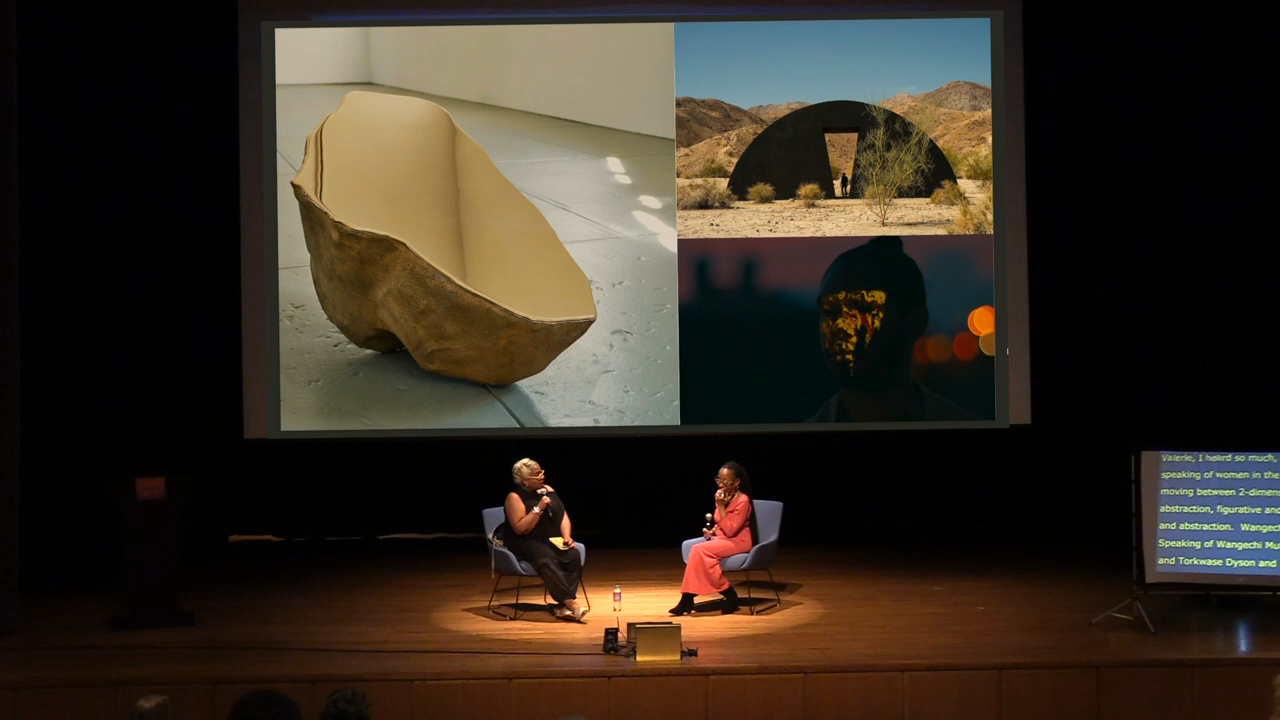 Valerie, I heard so much,
speaking of women in the
moving between 2-dimen
abstraction, figurative and
and abstraction. Wangech
Speaking of Wangechi Mu
and Torkwase Dyson and